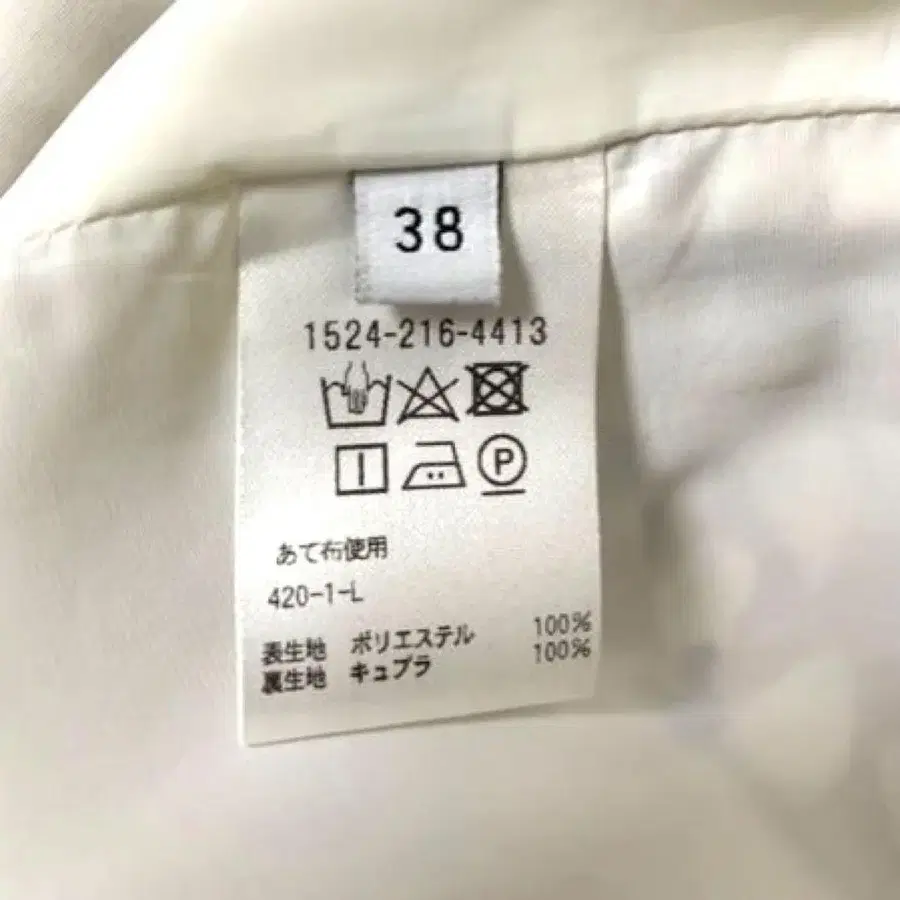 38
1524-216-4413
P
あて布使用
420-1-L
表生地 ポリエステル 100%
裏生地 キュプラ 100%